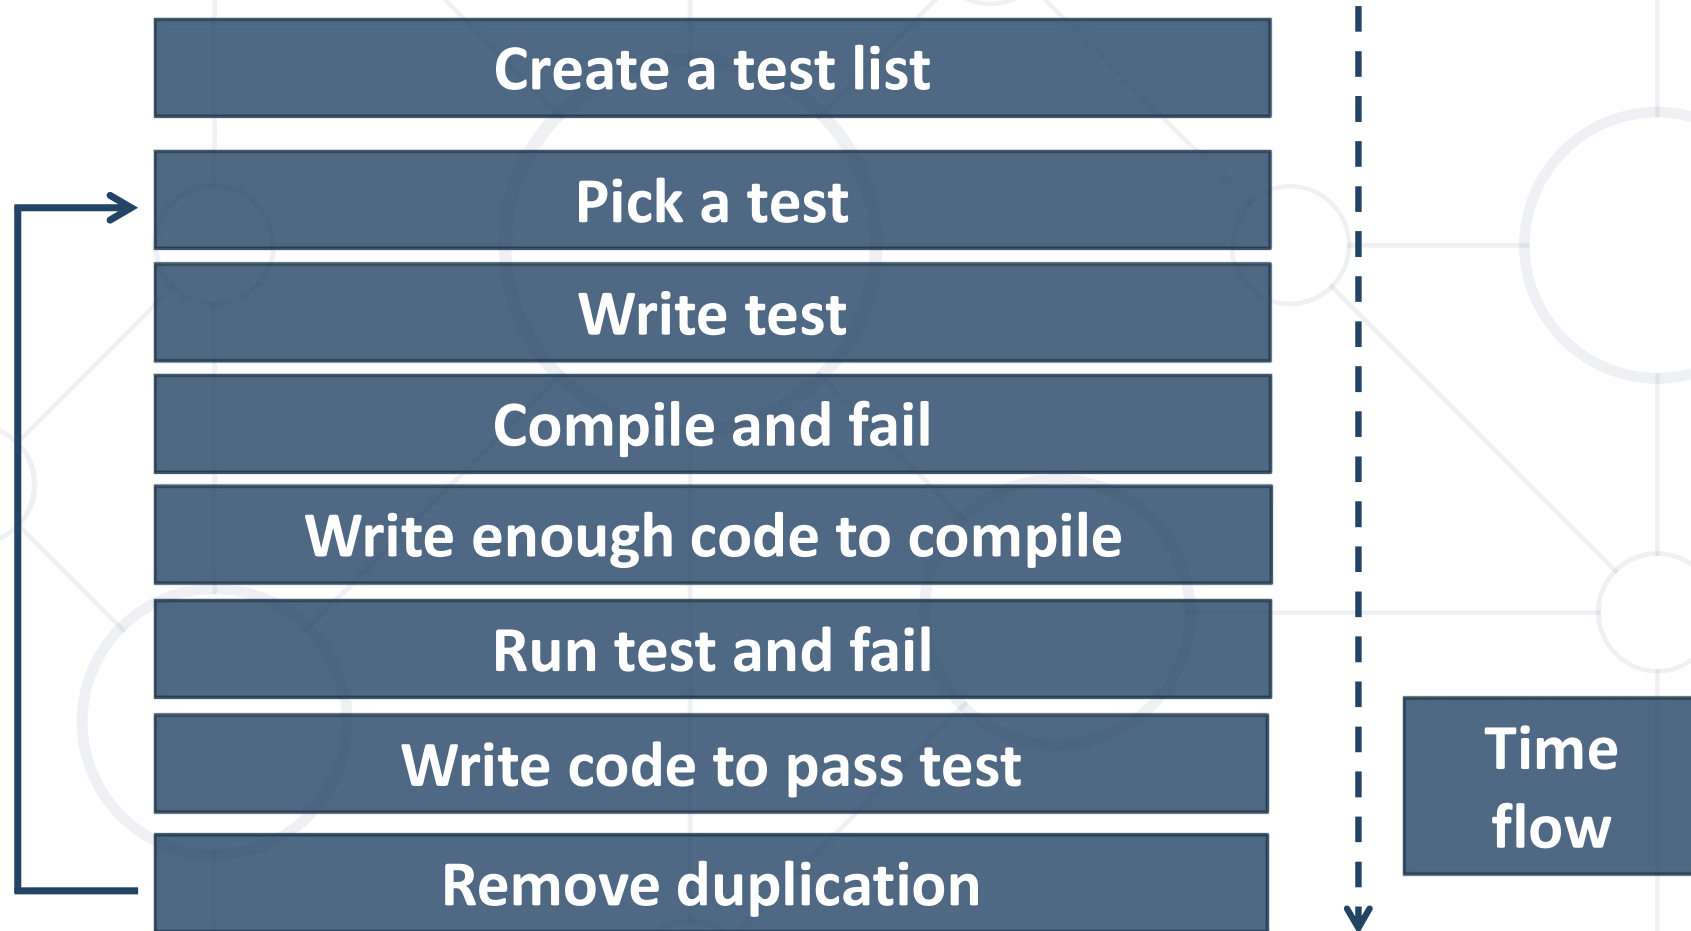 Create a test list
Pick a test
Write test
Compile and fail
Write enough code to compile
Run test and fail
Write code to pass test
Remove duplication
Time
flow